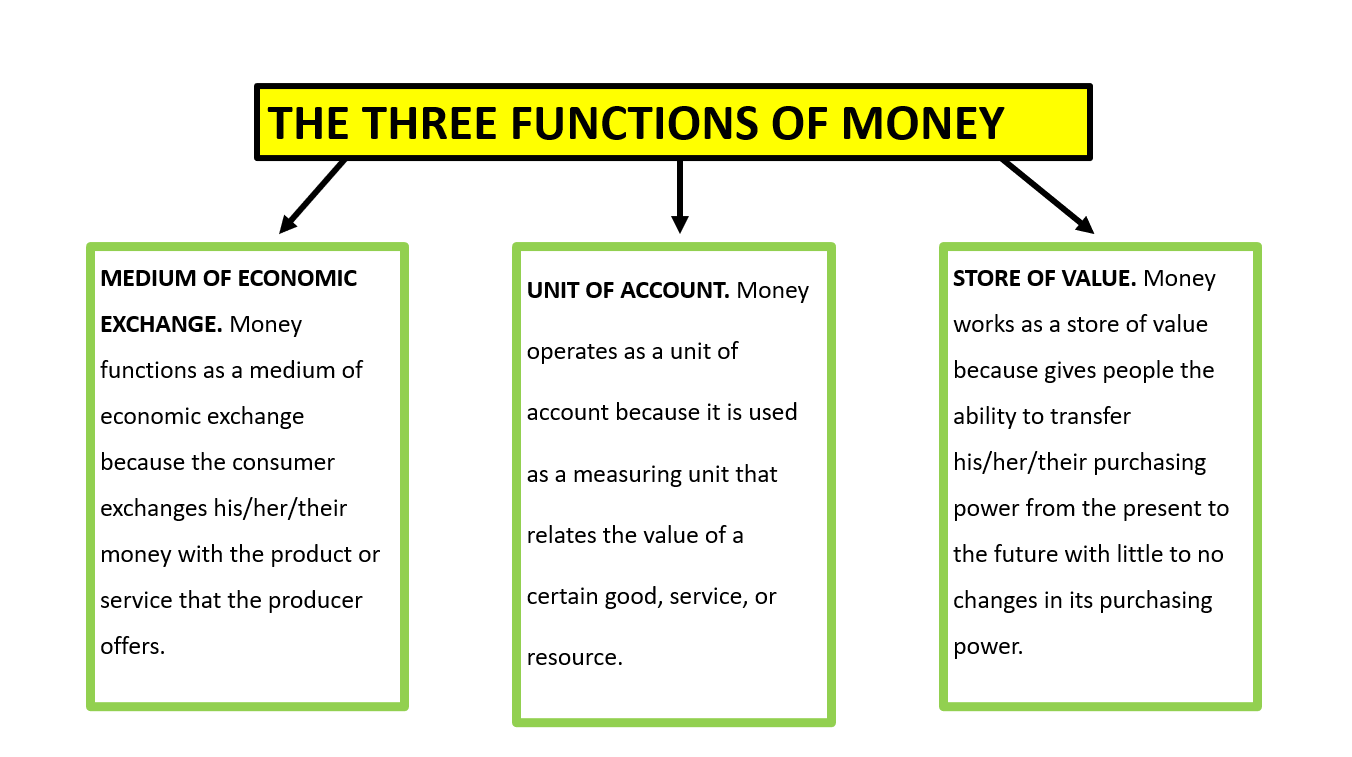 THE THREE FUNCTIONS OF MONEY
MEDIUM OF ECONOMIC
EXCHANGE. Money
functions as a medium of
economic exchange
because the consumer
exchanges his/her/their
money with the product or
service that the producer
offers.
UNIT OF ACCOUNT. Money
operates as a unit of
account because it is used
as a measuring unit that
relates the value of a
certain good, service, or
resource.
STORE OF VALUE. Money
works as a store of value
because gives people the
ability to transfer
his/her/their purchasing
power from the present to
the future with little to no
changes in its purchasing
power.